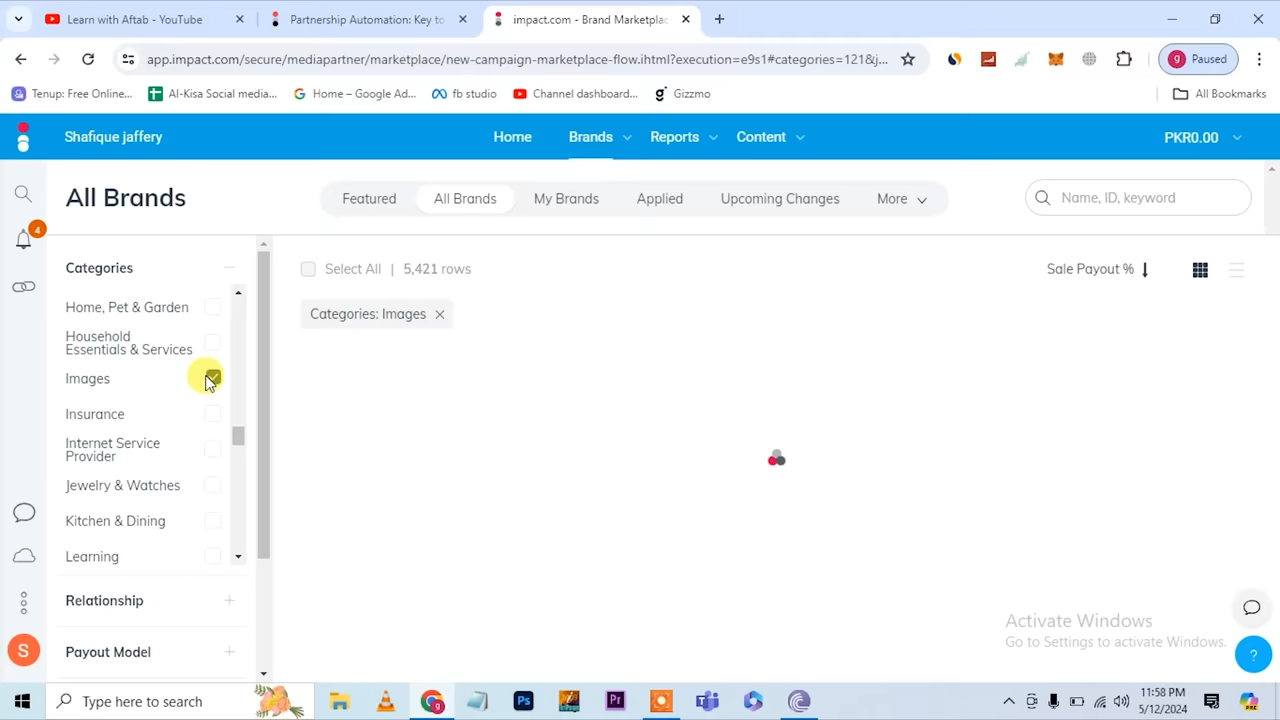 Learn with Aftab - YouTube
Partnership Automation: Key to
impact.com - Brand Marketplac
app.impact.com/secure/mediapartner/marketplace/new-campaign-marketplace-flow.ihtml?execution=e9s1#categories=121&j...
g Paused
Tenup: Free Onlin...
Al-Kisa Social media...
Home – Google Ad...
fb studio
Channel dashboard...
Gizzmo
All Bookmarks
Shafique jaffery
Home
Brands
Reports
Content
PKR0.00
All Brands
Featured
All Brands
My Brands
Applied
Upcoming Changes
More
Name, ID, keyword
4
Categories
Select All | 5,421 rows
Sale Payout %
Categories: Images
Home, Pet & Garden
Household
Essentials & Services
Images
Insurance
Internet Service
Provider
Jewelry & Watches
Kitchen & Dining
Learning
Relationship
Payout Model
S
Activate Windows
Go to Settings to activate Windows.
?
Type here to search
Ps
Pr
11:58 PM
5/12/2024